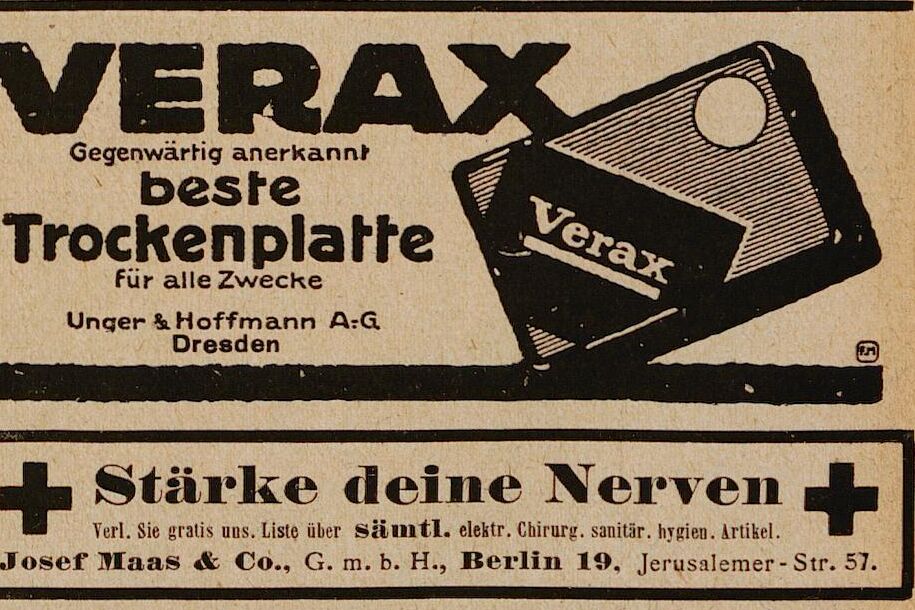 VERAX
Gegenwärtig anerkannt
beste
Trockenplatte
für alle Zwecke
Unger & Hoffmann A.-G
Dresden
Verax
Stärke deine Nerven
Verl. Sie gratis uns. Liste über sämtl. elektr. Chirurg. sanitär. hygien. Artikel.
Josef Maas & Co., G. m. b. H., Berlin 19, Jerusalemer-Str. 57.